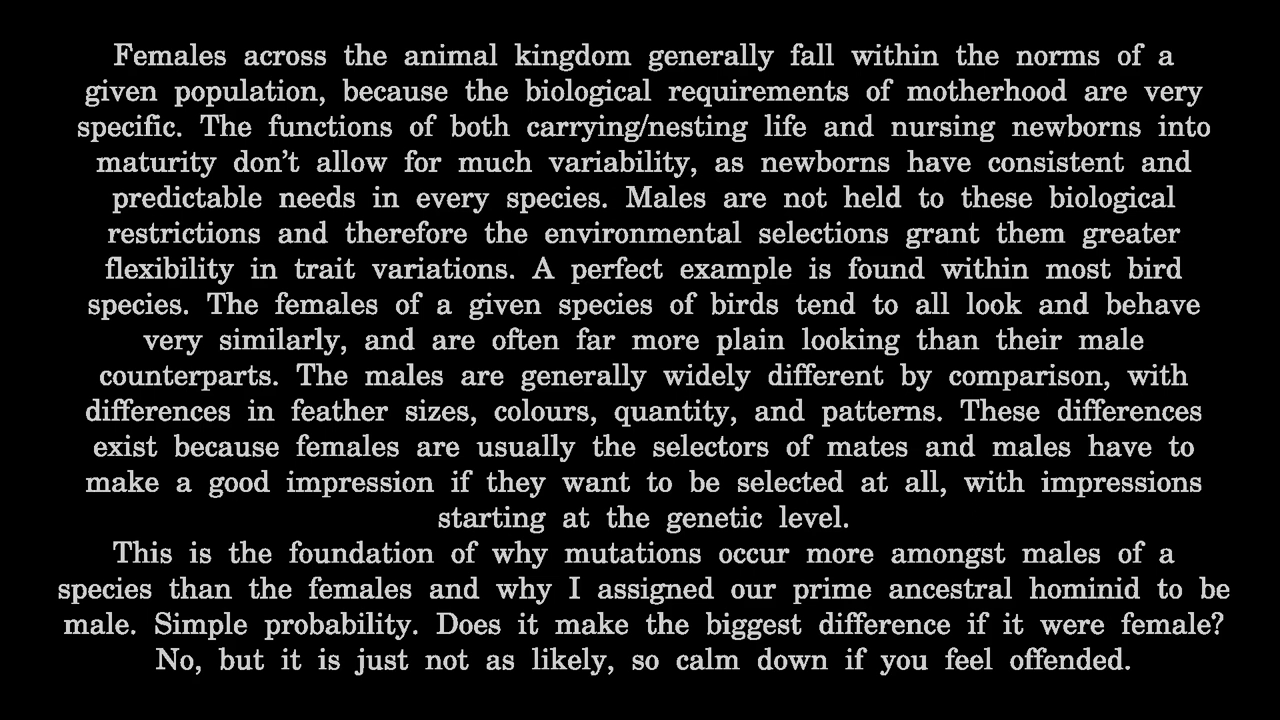 Females across the animal kingdom generally fall within the norms of a
given population, because the biological requirements of motherhood are very
specific. The functions of both carrying/nesting life and nursing newborns into
maturity don't allow for much variability, as newborns have consistent and
predictable needs in every species. Males are not held to these biological
restrictions and therefore the environmental selections grant them greater
flexibility in trait variations. A perfect example is found within most bird
species. The females of a given species of birds tend to all look and behave
very similarly, and are often far more plain looking than their male
counterparts. The males are generally widely different by comparison, with
differences in feather sizes, colours, quantity, and patterns. These differences
exist because females are usually the selectors of mates and males have to
make a good impression if they want to be selected at all, with impressions
starting at the genetic level.
This is the foundation of why mutations occur more amongst males of a
species than the females and why I assigned our prime ancestral hominid to be
male. Simple probability. Does it make the biggest difference if it were female?
No, but it is just not as likely, so calm down if you feel offended.